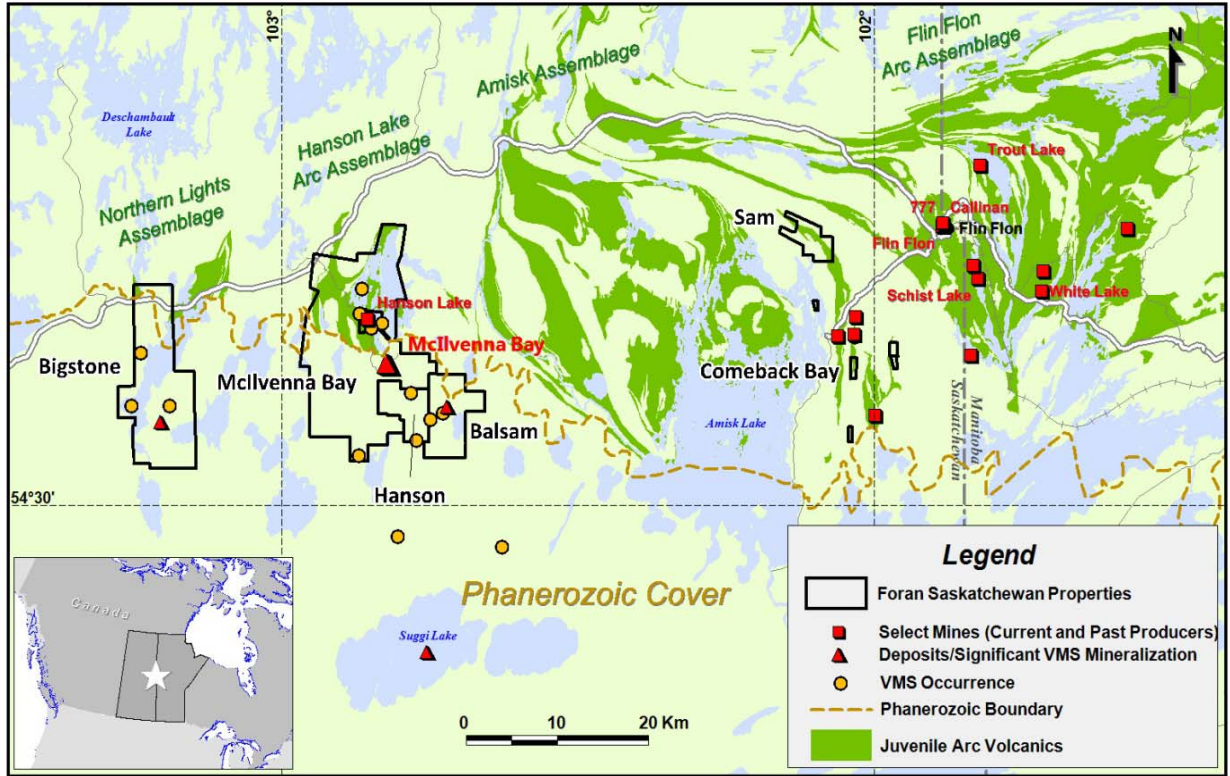 103°
102°
Flin Flon
Arc Assemblage
N
Amisk Assemblage
Deschambault
Lake
Hanson Lake
Arc Assemblage
Trout Lake
Northern Lights
Assemblage
Sam
777
Callinan
Flin Flon
Flin Flon
Hanson Lake
Schist Lake
White Lake
McIlvenna Bay
Bigstone
McIlvenna Bay
Comeback Bay
Manitoba
Saskatchewan
Amisk Lake
Balsam
54°30'
Hanson
Phanerozoic Cover
Canada
Suggi Lake
0 10 20 Km
Legend
Foran Saskatchewan Properties
Select Mines (Current and Past Producers)
Deposits/Significant VMS Mineralization
VMS Occurrence
Phanerozoic Boundary
Juvenile Arc Volcanics